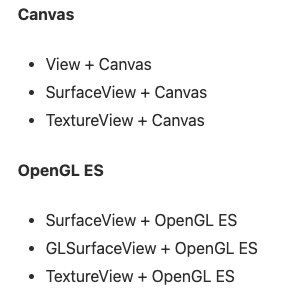 Canvas
• View + Canvas
• SurfaceView + Canvas
• TextureView + Canvas
OpenGL ES
• SurfaceView + OpenGL ES
• GLSurfaceView + OpenGL ES
• TextureView + OpenGL ES